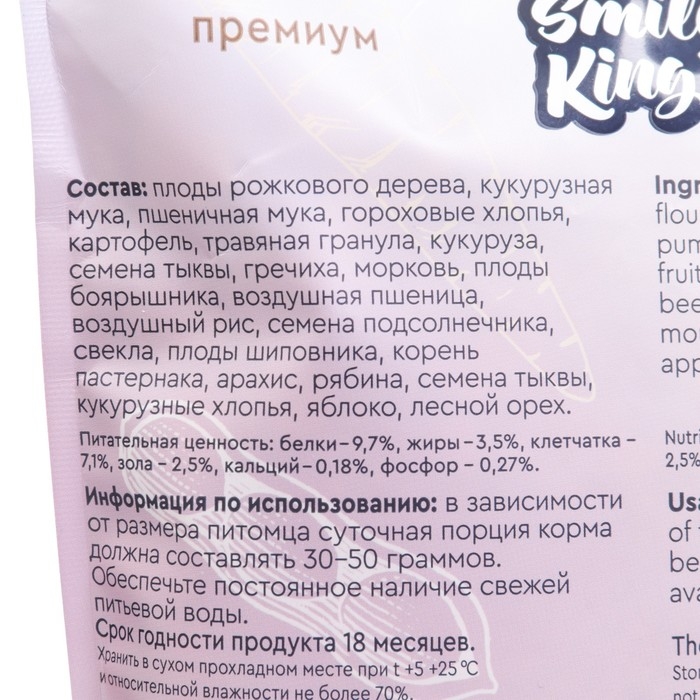 премиум
Smil
King
Состав: плоды рожкового дерева, кукурузная
мука, пшеничная мука, гороховые хлопья,
картофель, травяная гранула, кукуруза,
семена тыквы, гречиха, морковь, плоды
боярышника, воздушная пшеница,
воздушный рис, семена подсолнечника,
свекла, плоды шиповника, корень
пастернака, арахис, рябина, семена тыквы,
кукурузные хлопья, яблоко, лесной орех.
Питательная ценность: белки–9,7%, жиры–3,5%, клетчатка –
7,1%, зола – 2,5%, кальций–0,18%, фосфор – 0,27%.
Информация по использованию: в зависимости
от размера питомца суточная порция корма
должна составлять 30–50 граммов.
Обеспечьте постоянное наличие свежей
питьевой воды.
Срок годности продукта 18 месяцев.
Хранить в сухом прохладном месте при t +5 +25 °C
и относительной влажности не более 70%.
Ingr
flou
pum
fruit
bee
mou
app
Nutri
2,5%
Usa
of
be
ava
The
Sto
not